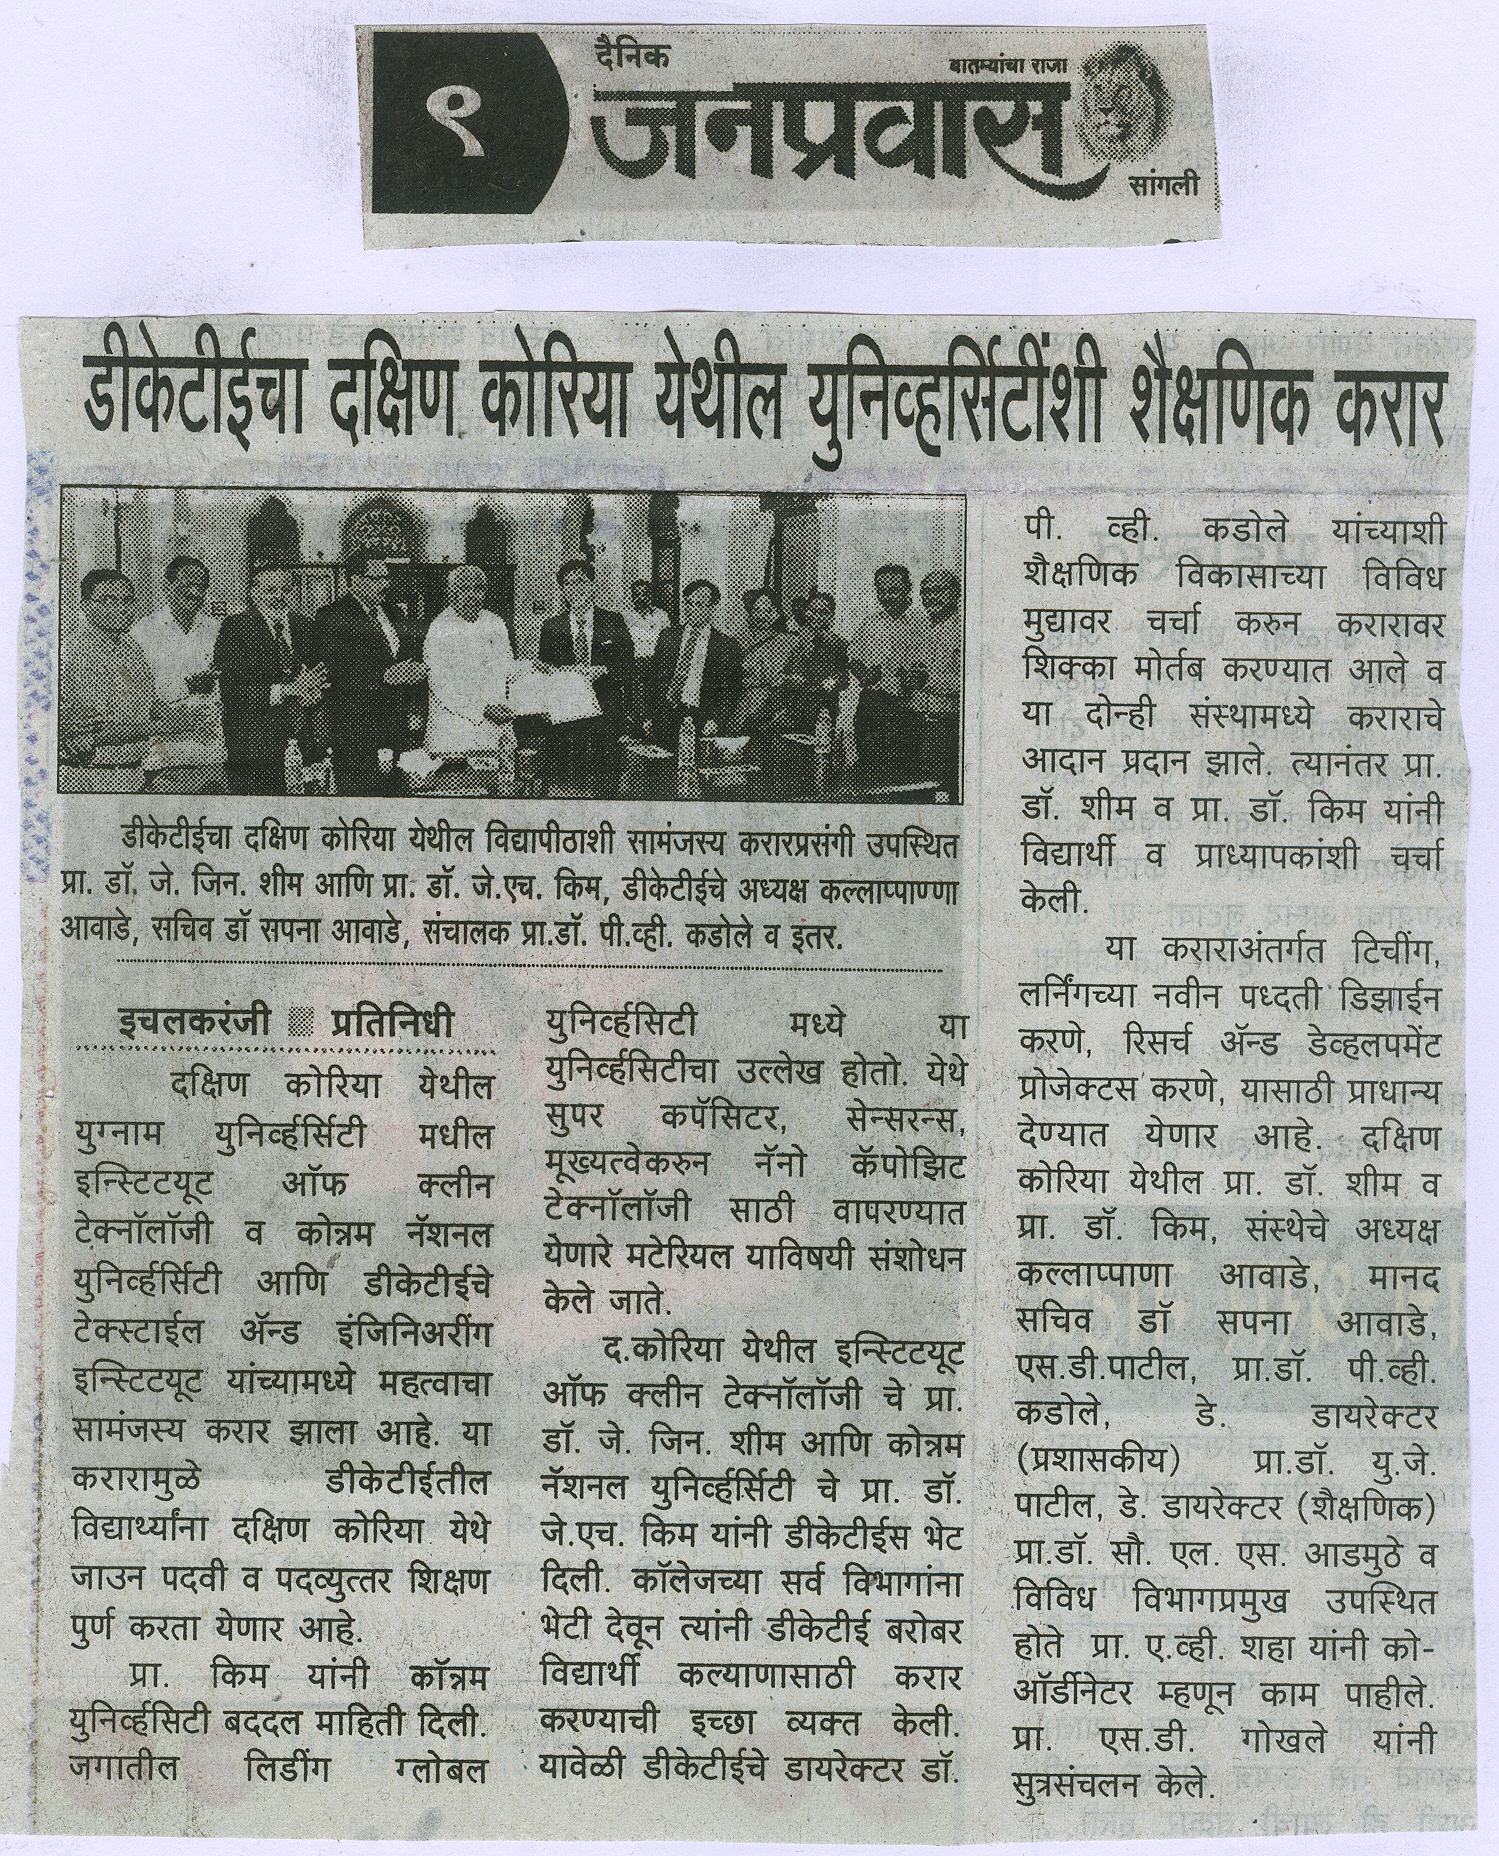 ९
दैनिक
बातम्यांचा राजा
जनप्रवास
सांगली
डीकेटीईचा दक्षिण कोरिया येथील युनिव्हर्सिटीशी शैक्षणिक करार
डीकेटीईचा दक्षिण कोरिया येथील विद्यापीठाशी सामंजस्य करारप्रसंगी उपस्थित
प्रा. डॉ. जे. जिन. शीम आणि प्रा. डॉ. जे.एच. किम, डीकेटीईचे अध्यक्ष कल्लाप्पाण्णा
आवाडे, सचिव डॉ सपना आवाडे, संचालक प्रा.डॉ. पी.व्ही. कडोले व इतर.
इचलकरंजी प्रतिनिधी
दक्षिण कोरिया येथील
युग्नाम युनिर्व्हर्सिटी मधील
इन्स्टिटयूट ऑफ क्लीन
टेक्नॉलॉजी व कोन्नम नॅशनल
युनिर्व्हर्सिटी आणि डीकेटीईचे
टेक्स्टाईल ॲन्ड इंजिनिअरींग
इन्स्टिटयूट यांच्यामध्ये महत्वाचा
सामंजस्य करार झाला आहे. या
करारामुळे डीकेटीईतील
विद्यार्थ्यांना दक्षिण कोरिया येथे
जाउन पदवी व पदव्युत्तर शिक्षण
पुर्ण करता येणार आहे.
प्रा. किम यांनी कॉन्नम
युनिर्व्हसिटी बददल माहिती दिली.
जगातील लिडींग ग्लोबल
युनिर्व्हसिटी मध्ये या
युनिर्व्हसिटीचा उल्लेख होतो. येथे
सुपर कपॅसिटर, सेन्सरन्स,
मूख्यत्वेकरुन नॅनो कॅपोझिट
टेक्नॉलॉजी साठी वापरण्यात
येणारे मटेरियल याविषयी संशोधन
केले जाते.
द.कोरिया येथील इन्स्टिटयूट
ऑफ क्लीन टेक्नॉलॉजी चे प्रा.
डॉ. जे. जिन. शीम आणि कोन्नम
नॅशनल युनिर्व्हर्सिटी चे प्रा. डॉ.
जे.एच. किम यांनी डीकेटीईस भेट
दिली. कॉलेजच्या सर्व विभागांना
भेटी देवून त्यांनी डीकेटीई बरोबर
विद्यार्थी कल्याणासाठी करार
करण्याची इच्छा व्यक्त केली.
यावेळी डीकेटीईचे डायरेक्टर डॉ.
पी. व्ही. कडोले यांच्याशी
शैक्षणिक विकासाच्या विविध
मुद्यावर चर्चा करुन करारावर
शिक्का मोर्तब करण्यात आले व
या दोन्ही संस्थामध्ये कराराचे
आदान प्रदान झाले. त्यानंतर प्रा.
डॉ. शीम व प्रा. डॉ. किम यांनी
विद्यार्थी व प्राध्यापकांशी चर्चा
केली.
या कराराअंतर्गत टिचींग,
लर्निंगच्या नवीन पध्दती डिझाईन
करणे, रिसर्च ॲन्ड डेव्हलपमेंट
प्रोजेक्टस करणे, यासाठी प्राधान्य
देण्यात येणार आहे. दक्षिण
कोरिया येथील प्रा. डॉ. शीम व
प्रा. डॉ. किम, संस्थेचे अध्यक्ष
कल्लाप्पाणा आवाडे, मानद
सचिव डॉ सपना आवाडे,
एस.डी.पाटील, प्रा.डॉ. पी.व्ही.
कडोले, डे. डायरेक्टर
(प्रशासकीय) प्रा.डॉ. यु.जे.
पाटील, डे. डायरेक्टर (शैक्षणिक)
प्रा.डॉ. सौ. एल. एस. आडमुठे व
विविध विभागप्रमुख उपस्थित
होते प्रा. ए.व्ही. शहा यांनी को-
ऑर्डीनेटर म्हणून काम पाहीले.
प्रा. एस.डी. गोखले यांनी
सुत्रसंचलन केले.